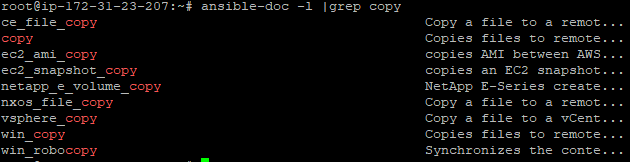 root@ip-172-31-23-207:~# ansible-doc -l |grep copy
ce_file_copy Copy a file to a remot...
copy Copies files to remote...
ec2_ami_copy copies AMI between AWS...
ec2_snapshot_copy copies an EC2 snapshot...
netapp_e_volume_copy NetApp E-Series create...
nxos_file_copy Copy a file to a remot...
vsphere_copy Copy a file to a vCent...
win_copy Copies files to remote...
win_robocopy Synchronizes the conte...